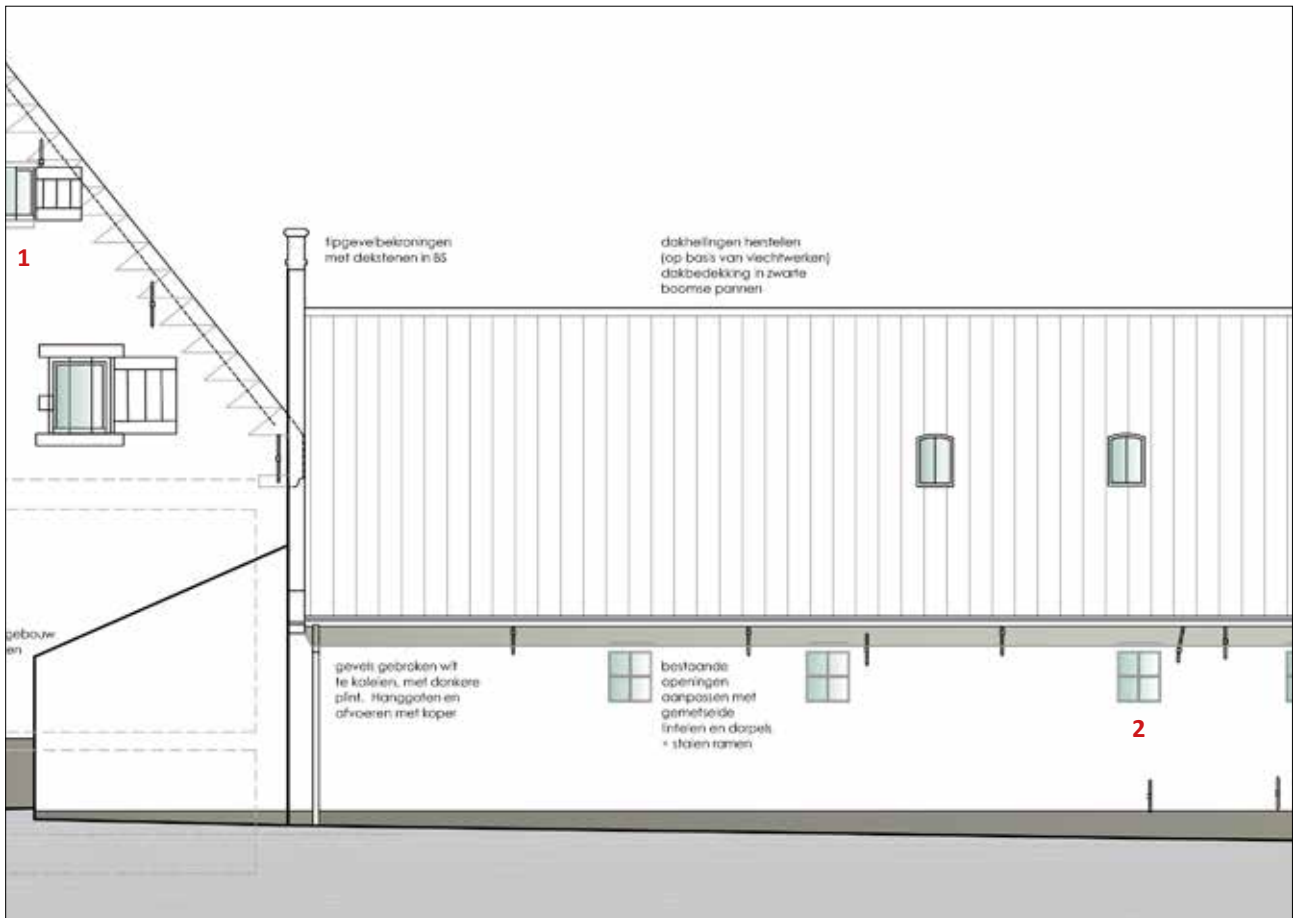 1
tipgevelbekroningen
met dekstenen in BS
dakhellingen herstellen
(op basis van vlechtwerken)
dakbedekking in zwarte
boomse pannen
gebouw
en
gevels gebroken wit
te kaleien, met donkere
plint. Hanggoten en
afvoeren met koper
bestaande
openingen
aanpassen met
gemetselde
lintelen en dorpels
+ stalen ramen
2